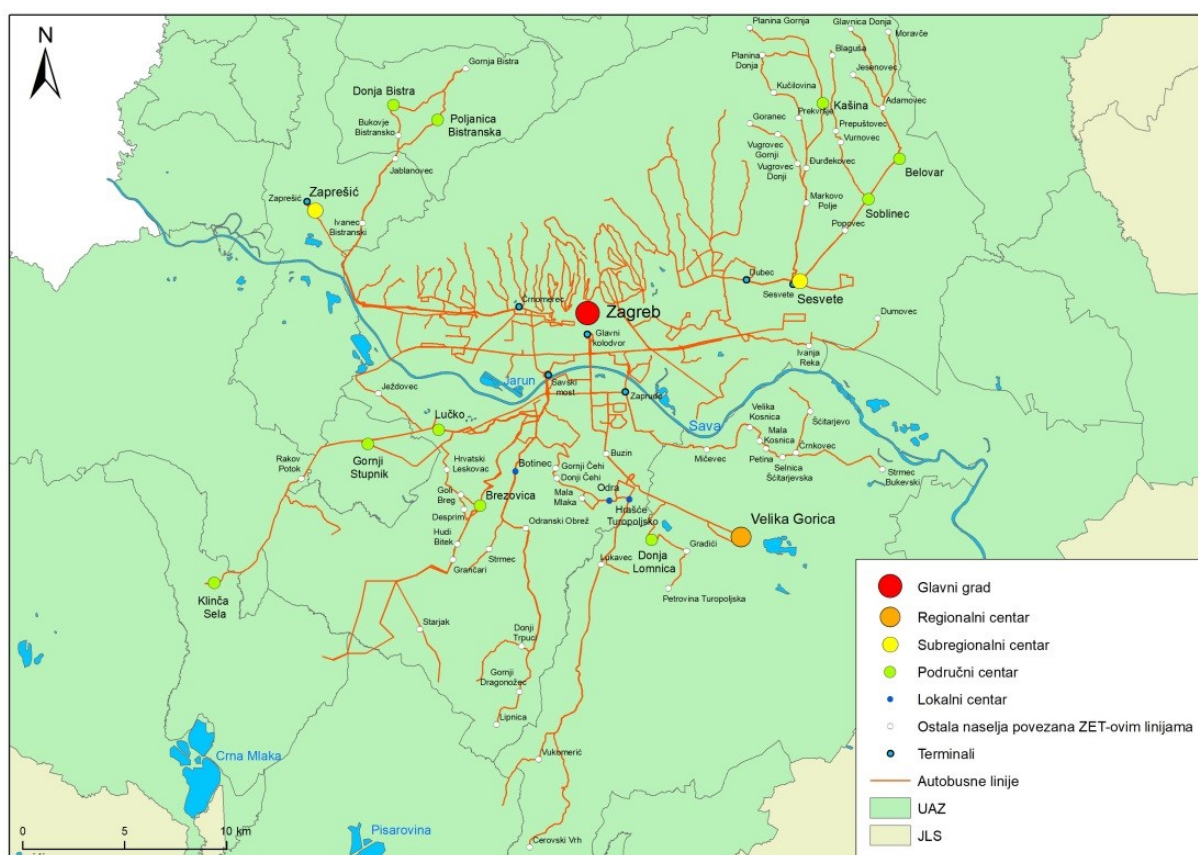 N
Planina Gornja
Glavnica Donja
Moravče
Gornja Bistra
Planina
Donja
Blaguša
Jesenovec
Donja Bistra
Kučilovina
Kašina
Adamovec
Poljanica
Bistranska
Bukovje
Bistransko
Goranec
Prekvršje
Prepuštovec
Vurnovec
Vugrovec
Gornji
Jablanovec
Vugrovec
Donji
Đurđekovec
Belovar
Zaprešić
Zaprešić
Markovo
Polje
Soblinec
Ivanec
Bistranski
Popovec
Dubec
Sesvete
Sesvete
Črnomerec
Zagreb
Dumovec
Glavni
kolodvor
Ivanja
Reka
Jarun
Savski
most
Ježdovec
Zapruđe
Velika
Kosnica
Ščitarjevo
Sava
Lučko
Mala
Kosnica
Črnkovec
Gornji
Stupnik
Rakov
Potok
Hrvatski
Leskovac
Botinec
Buzin
Mičevec
Petina
Selnica
Ščitarjevska
Strmec
Bukevski
Gornji Čehi
Donji Čehi
Goli
Breg
Brezovica
Mala
Mlaka
Odra
Desprim
Hrašće
Turopoljsko
Velika Gorica
Odranski Obrež
Hudi
Bitek
Strmec
Gradići
Grančari
Lukavec
Donja
Lomnica
Klinča
Sela
Petrovina Turopoljska
Starjak
Donji
Trpuci
Gornji
Dragonožec
Lipnica
Vukomerić
Crna Mlaka
Pisarovina
Cerovski Vrh
0 5 10 km
Glavni grad
Regionalni centar
Subregionalni centar
Područni centar
Lokalni centar
Ostala naselja povezana ZET-ovim linijama
Terminali
Autobusne linije
UAZ
JLS